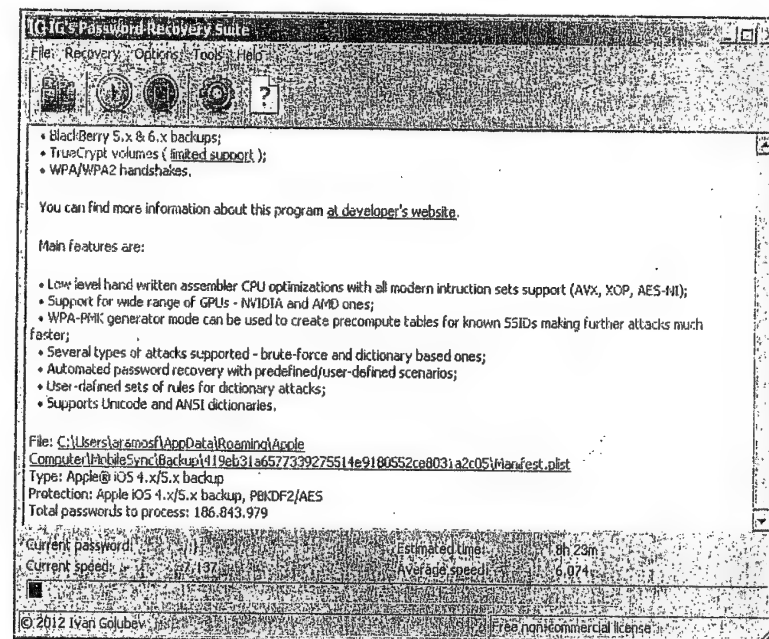 IG IG's Password Recovery Suite
File Recovery Options Tools Help
?
• BlackBerry 5.x & 6.x backups;
• TrueCrypt volumes ( limited support );
• WPA/WPA2 handshakes.
You can find more information about this program at developer's website.
Main features are:
• Low level hand written assembler CPU optimizations with all modern intruction sets support (AVX, XOP, AES-NI);
• Support for wide range of GPUs - NVIDIA and AMD ones;
• WPA-PMK generator mode can be used to create precompute tables for known SSIDs making further attacks much
faster;
• Several types of attacks supported - brute-force and dictionary based ones;
• Automated password recovery with predefined/user-defined scenarios;
• User-defined sets of rules for dictionary attacks;
• Supports Unicode and ANSI dictionaries.
File: C:\Users\aramosf\AppData\Roaming\Apple
Computer\MobileSync\Backup\419eb31a6577339275514e9180552ce8031a2c05\Manifest.plist
Type: Apple® iOS 4.x/5.x backup
Protection: Apple iOS 4.x/5.x backup, PBKDF2/AES
Total passwords to process: 186.843.979
Current password: Estimated time: 8h 23m
Current speed: 7.137 Average speed: 6.074
© 2012 Ivan Golubev Free non-commercial license